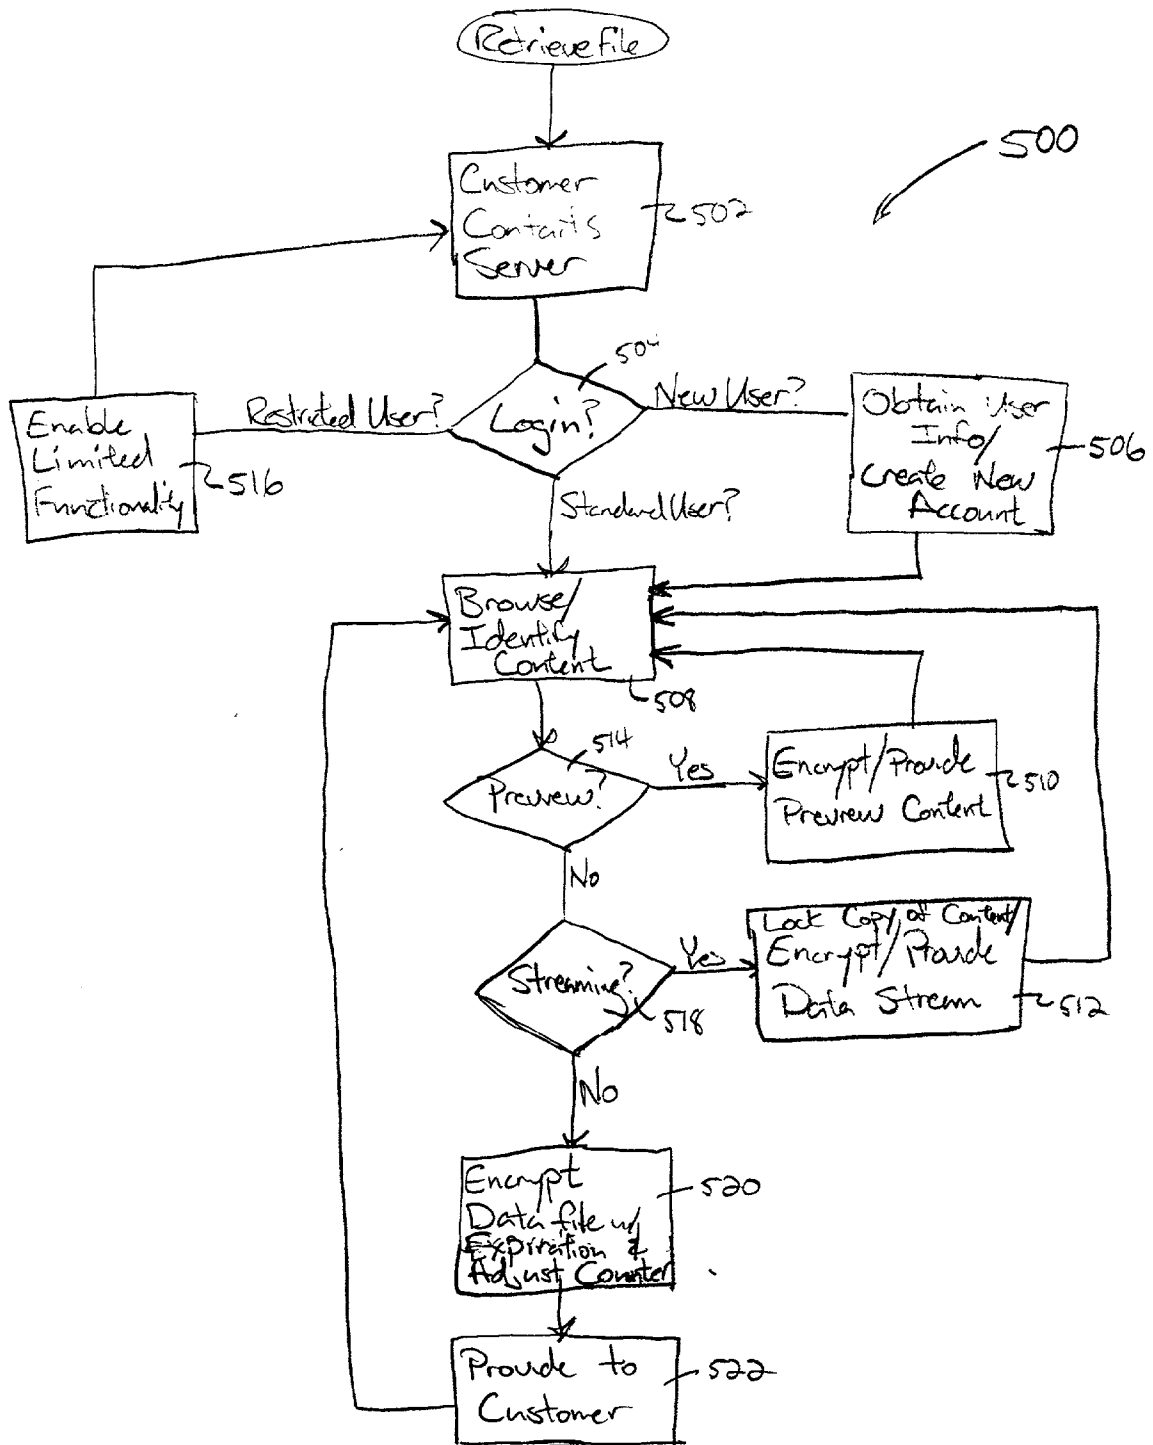 Retrieve file
500
Customer
Contacts
Server
502
Login?
New User?
Restricted User?
Standard User?
Enable
Limited
Functionality
516
Obtain User
Info/
Create New
Account
506
Browse/
Identify
Content
508
Preview?
514
Yes
Encrypt/Provide
Preview Content
510
No
Streaming?
518
Yes
Lock Copy of Content/
Encrypt/Provide
Data Stream
512
No
Encrypt
Data file w/
Expiration &
Adjust Counter
520
Provide to
Customer
522